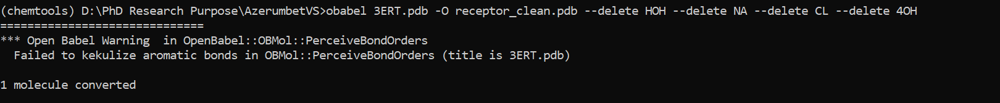 (chemtools) D:\PhD Research Purpose\AzerumbetVS>obabel 3ERT.pdb -O receptor_clean.pdb --delete HOH --delete NA --delete CL --delete 4OH
==============================
*** Open Babel Warning  in OpenBabel::OBMol::PerceiveBondOrders
  Failed to kekulize aromatic bonds in OBMol::PerceiveBondOrders (title is 3ERT.pdb)
1 molecule converted